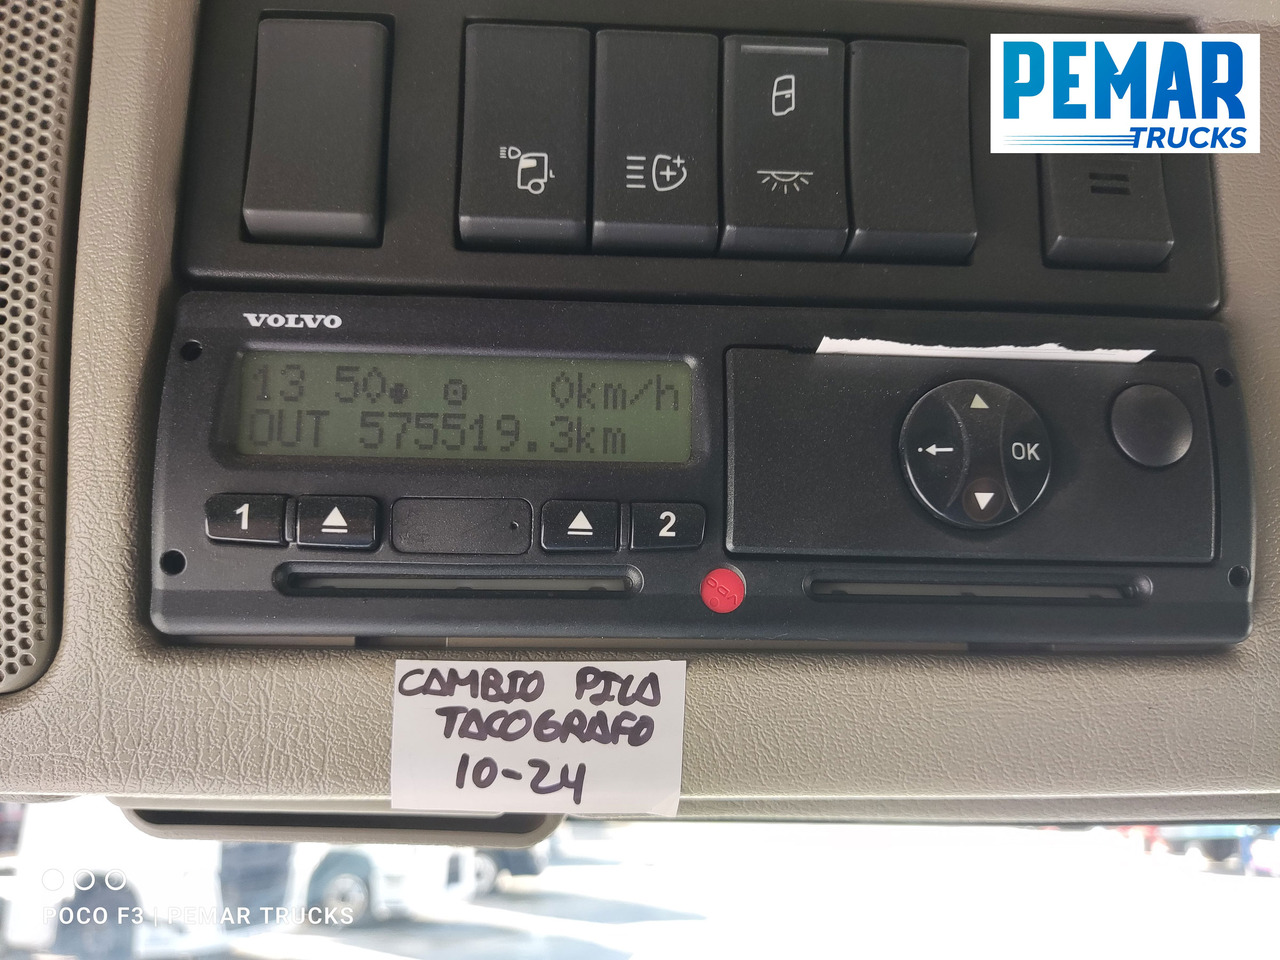 PEMAR
TRUCKS
VOLVO
13 50 0km/h
OUT 575519.3km
OK
1
2
VDO
CAMBIO PILA
TACOGRAFO
10-24
POCO F3 | PEMAR TRUCKS